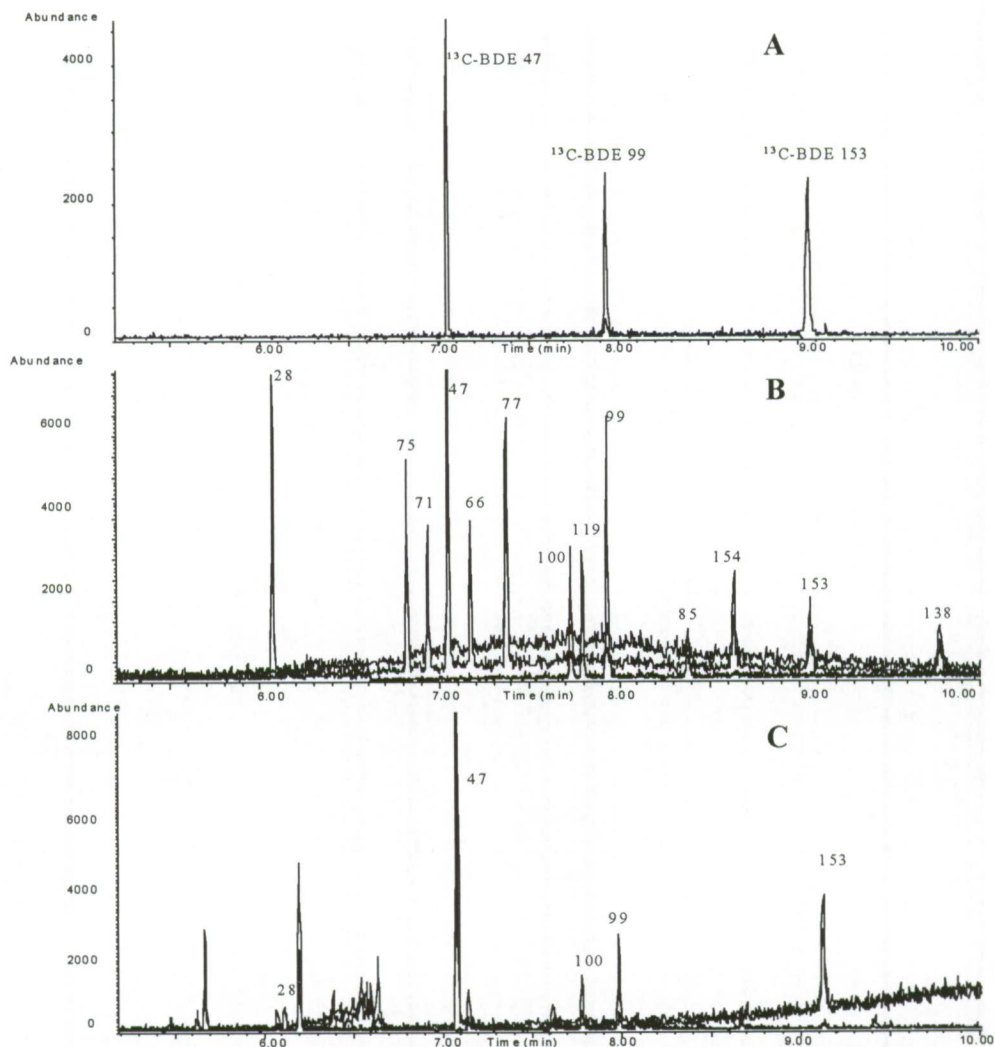 Abundance
A
4000
¹³C-BDE 47
¹³C-BDE 99
¹³C-BDE 153
2000
0
6.00 7.00 8.00 9.00 10.00
Time (min)
Abundance
B
28
47
77
99
6000
75
71
66
4000
119
100
154
153
2000
85
138
0
6.00 7.00 8.00 9.00 10.00
Time (min)
Abundance
C
8000
47
6000
153
4000
99
2000
100
28
0
6.00 7.00 8.00 9.00 10.00
Time (min)